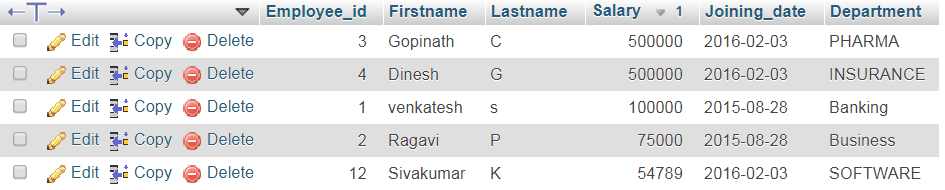 Employee_id Firstname Lastname Salary 1 Joining_date Department
Edit Copy Delete 3 Gopinath C 500000 2016-02-03 PHARMA
Edit Copy Delete 4 Dinesh G 500000 2016-02-03 INSURANCE
Edit Copy Delete 1 venkatesh s 100000 2015-08-28 Banking
Edit Copy Delete 2 Ragavi P 75000 2015-08-28 Business
Edit Copy Delete 12 Sivakumar K 54789 2016-02-03 SOFTWARE